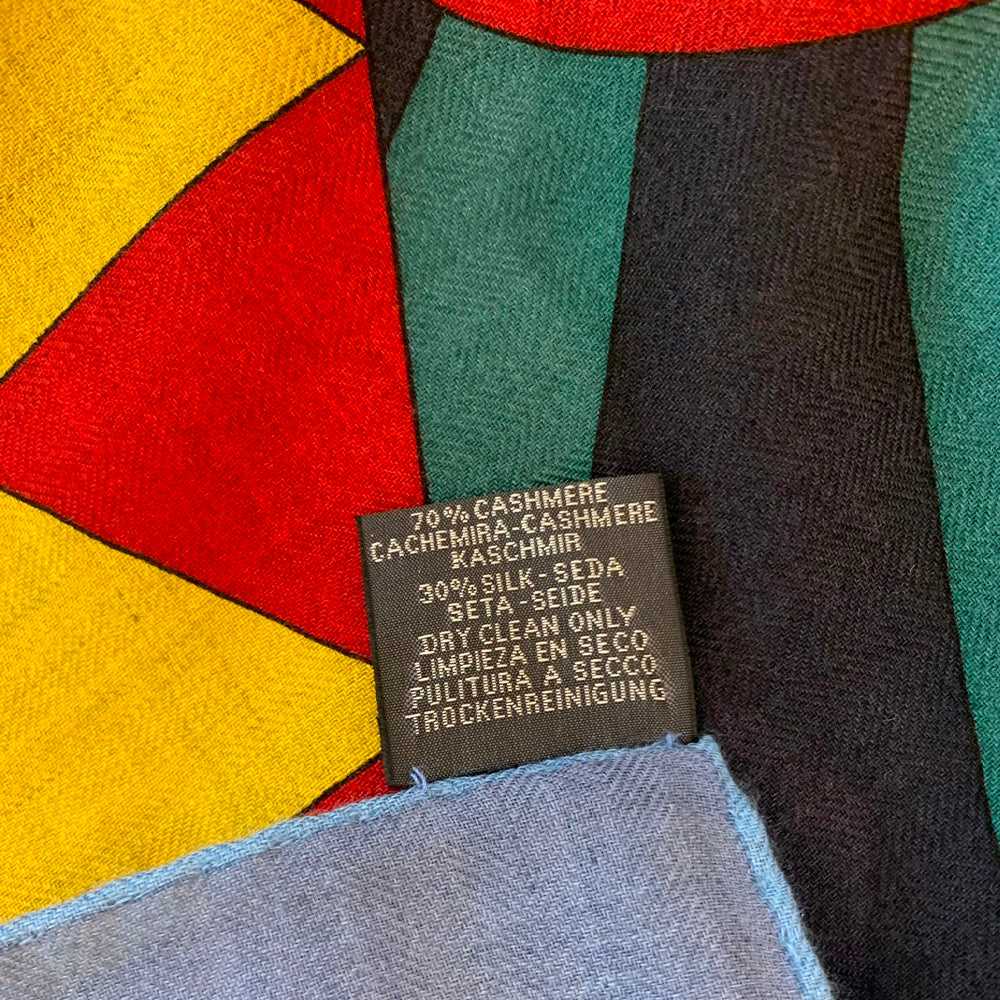 70% CASHMERE
CACHEMIRA-CASHMERE
KASCHMIR
30% SILK - SEDA
SETA - SEIDE
DRY CLEAN ONLY
LIMPIEZA EN SECO
PULITURA A SECCO
TROCKENREINIGUNG